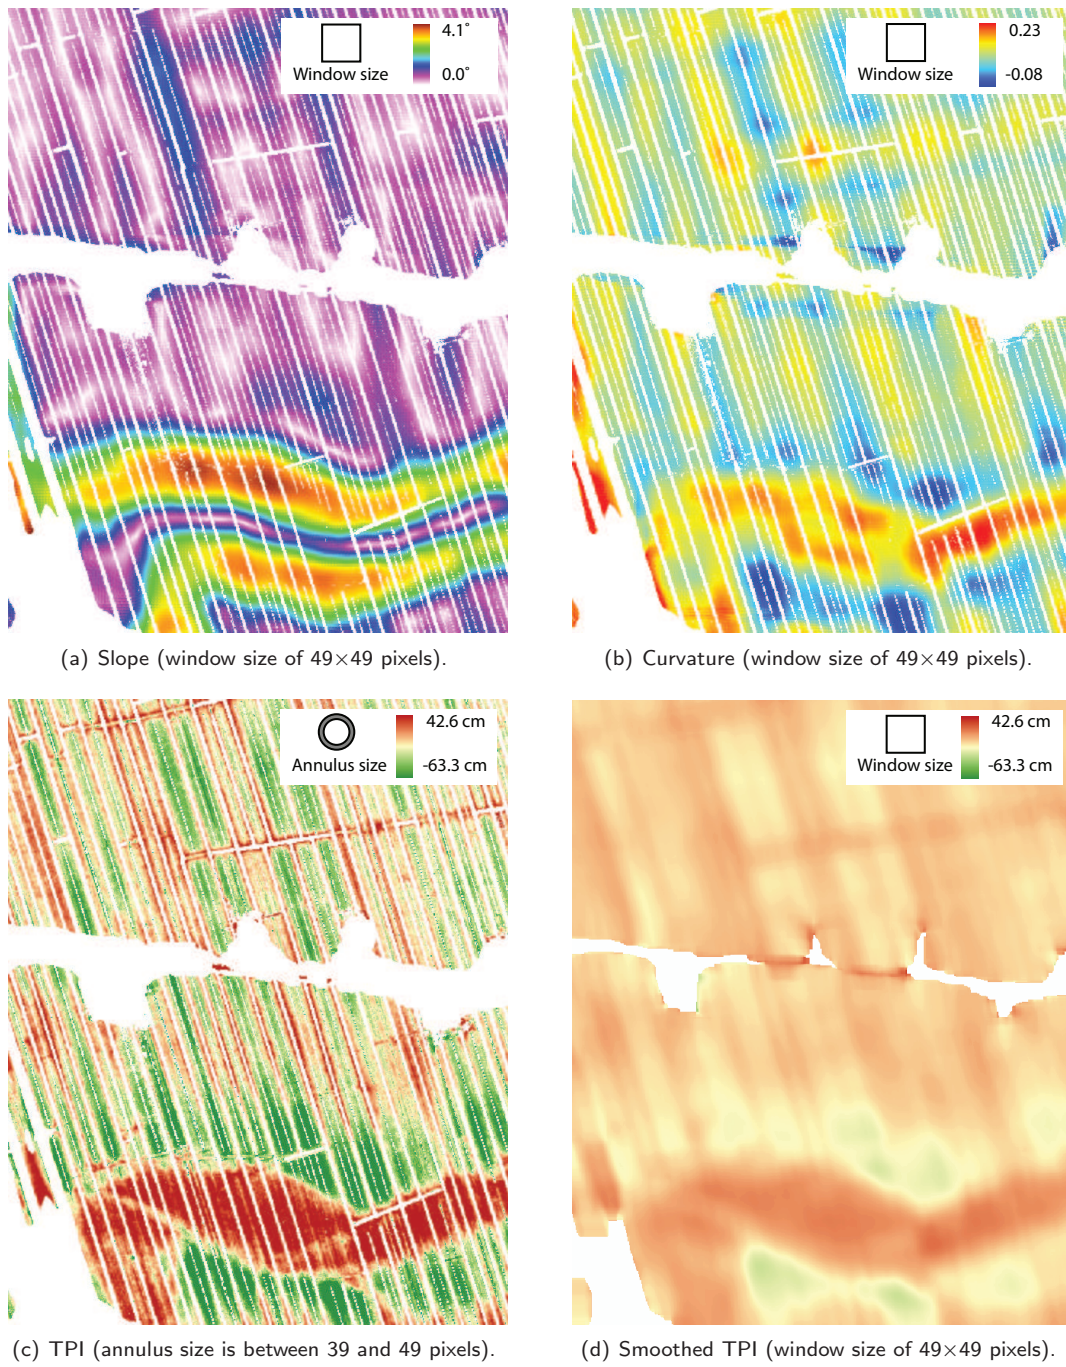 4.1°
Window size
0.0°
0.23
Window size
-0.08
(a) Slope (window size of 49×49 pixels).
(b) Curvature (window size of 49×49 pixels).
42.6 cm
Annulus size
-63.3 cm
42.6 cm
Window size
-63.3 cm
(c) TPI (annulus size is between 39 and 49 pixels).
(d) Smoothed TPI (window size of 49×49 pixels).